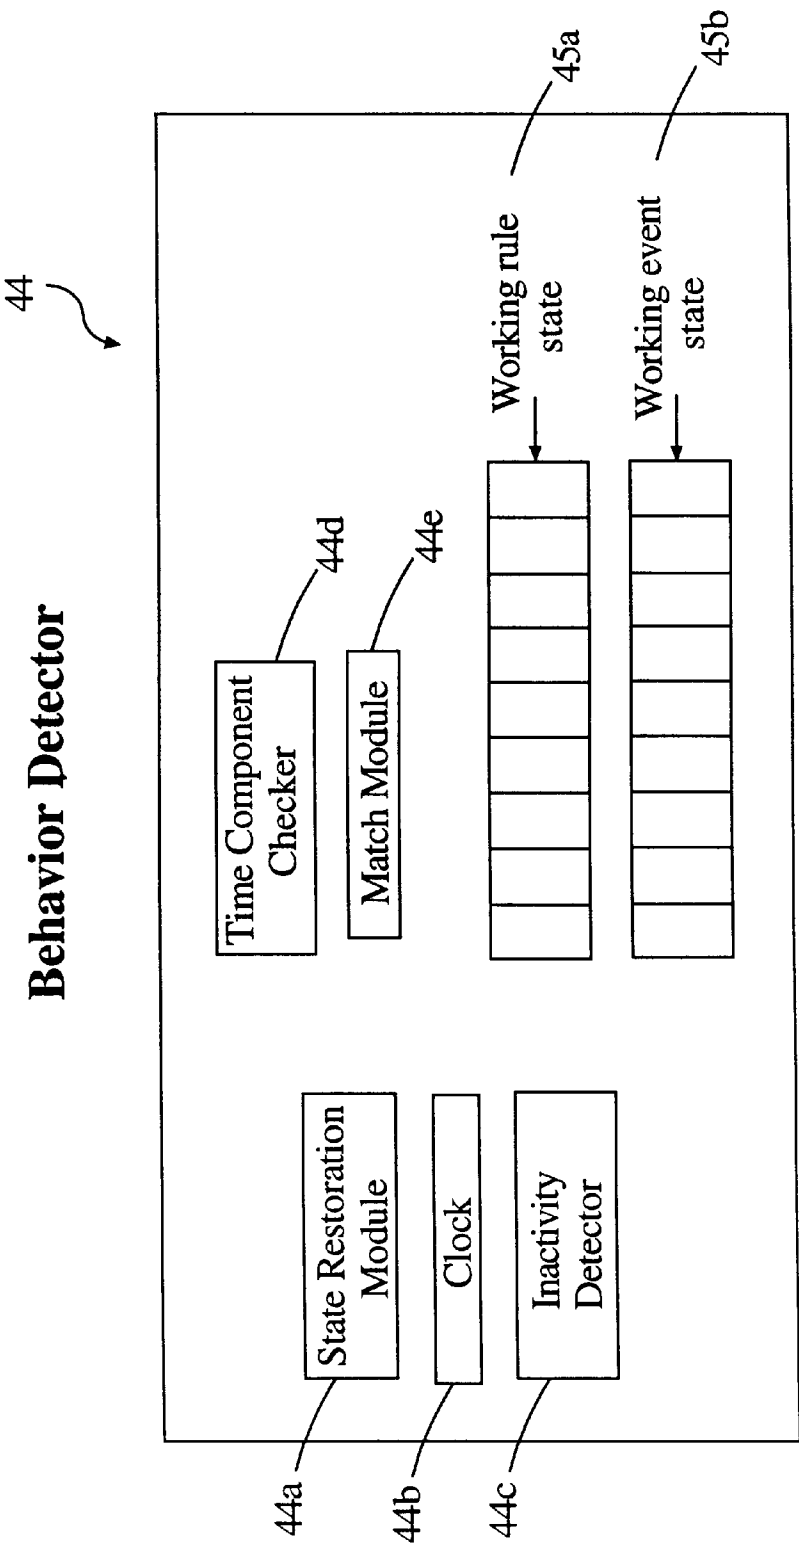 Behavior Detector
44
44a
State Restoration
Module
44b
Clock
44c
Inactivity
Detector
Time Component
Checker
44d
Match Module
44e
Working rule
state
45a
Working event
state
45b